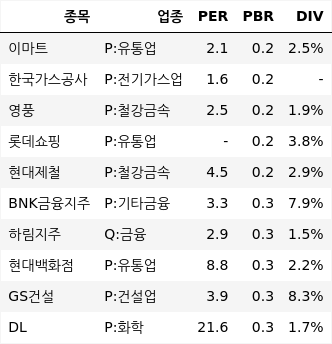 종목 업종 PER PBR DIV
이마트 P:유통업 2.1 0.2 2.5%
한국가스공사 P:전기가스업 1.6 0.2 -
영풍 P:철강금속 2.5 0.2 1.9%
롯데쇼핑 P:유통업 - 0.2 3.8%
현대제철 P:철강금속 4.5 0.2 2.9%
BNK금융지주 P:기타금융 3.3 0.3 7.9%
하림지주 Q:금융 2.9 0.3 1.5%
현대백화점 P:유통업 8.8 0.3 2.2%
GS건설 P:건설업 3.9 0.3 8.3%
DL P:화학 21.6 0.3 1.7%